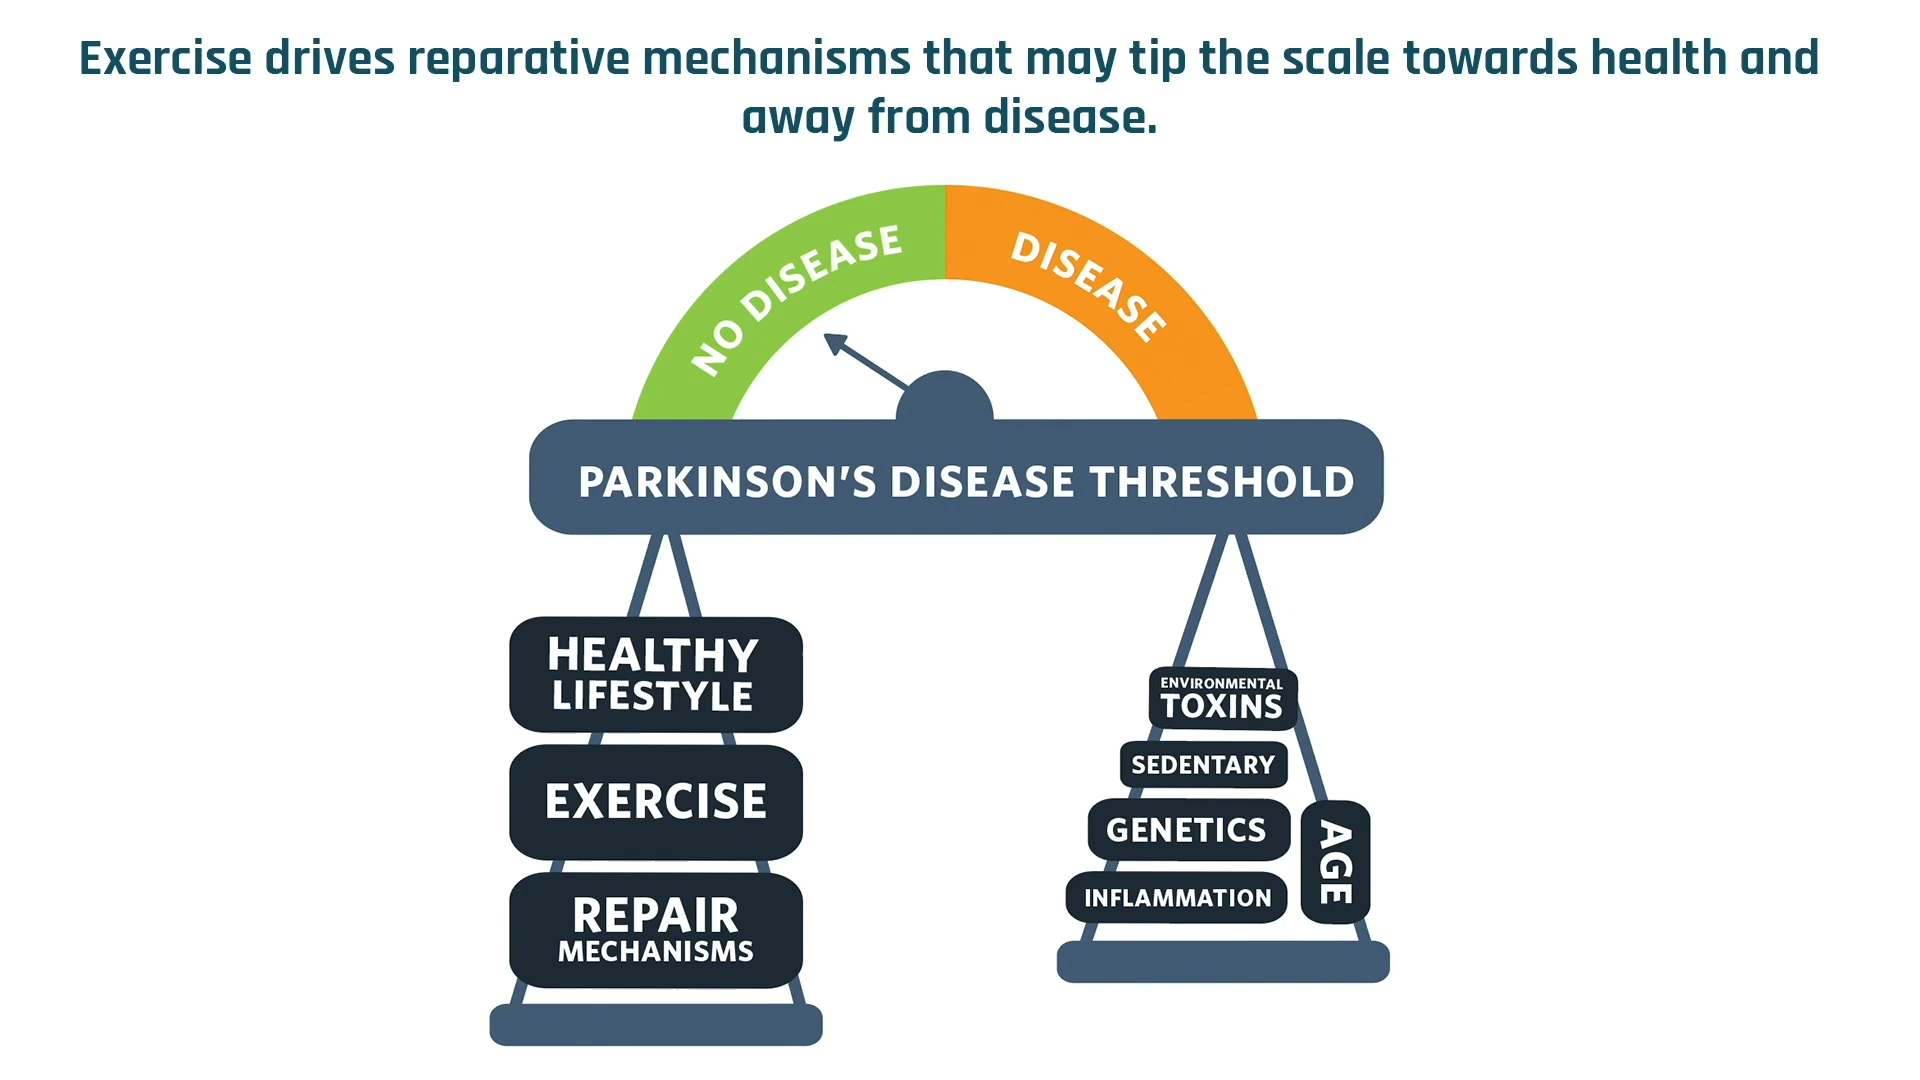 Exercise drives reparative mechanisms that may tip the scale towards health and
away from disease.
NO DISEASE
DISEASE
PARKINSON'S DISEASE THRESHOLD
HEALTHY
LIFESTYLE
EXERCISE
REPAIR
MECHANISMS
ENVIRONMENTAL
TOXINS
SEDENTARY
GENETICS
INFLAMMATION
AGE